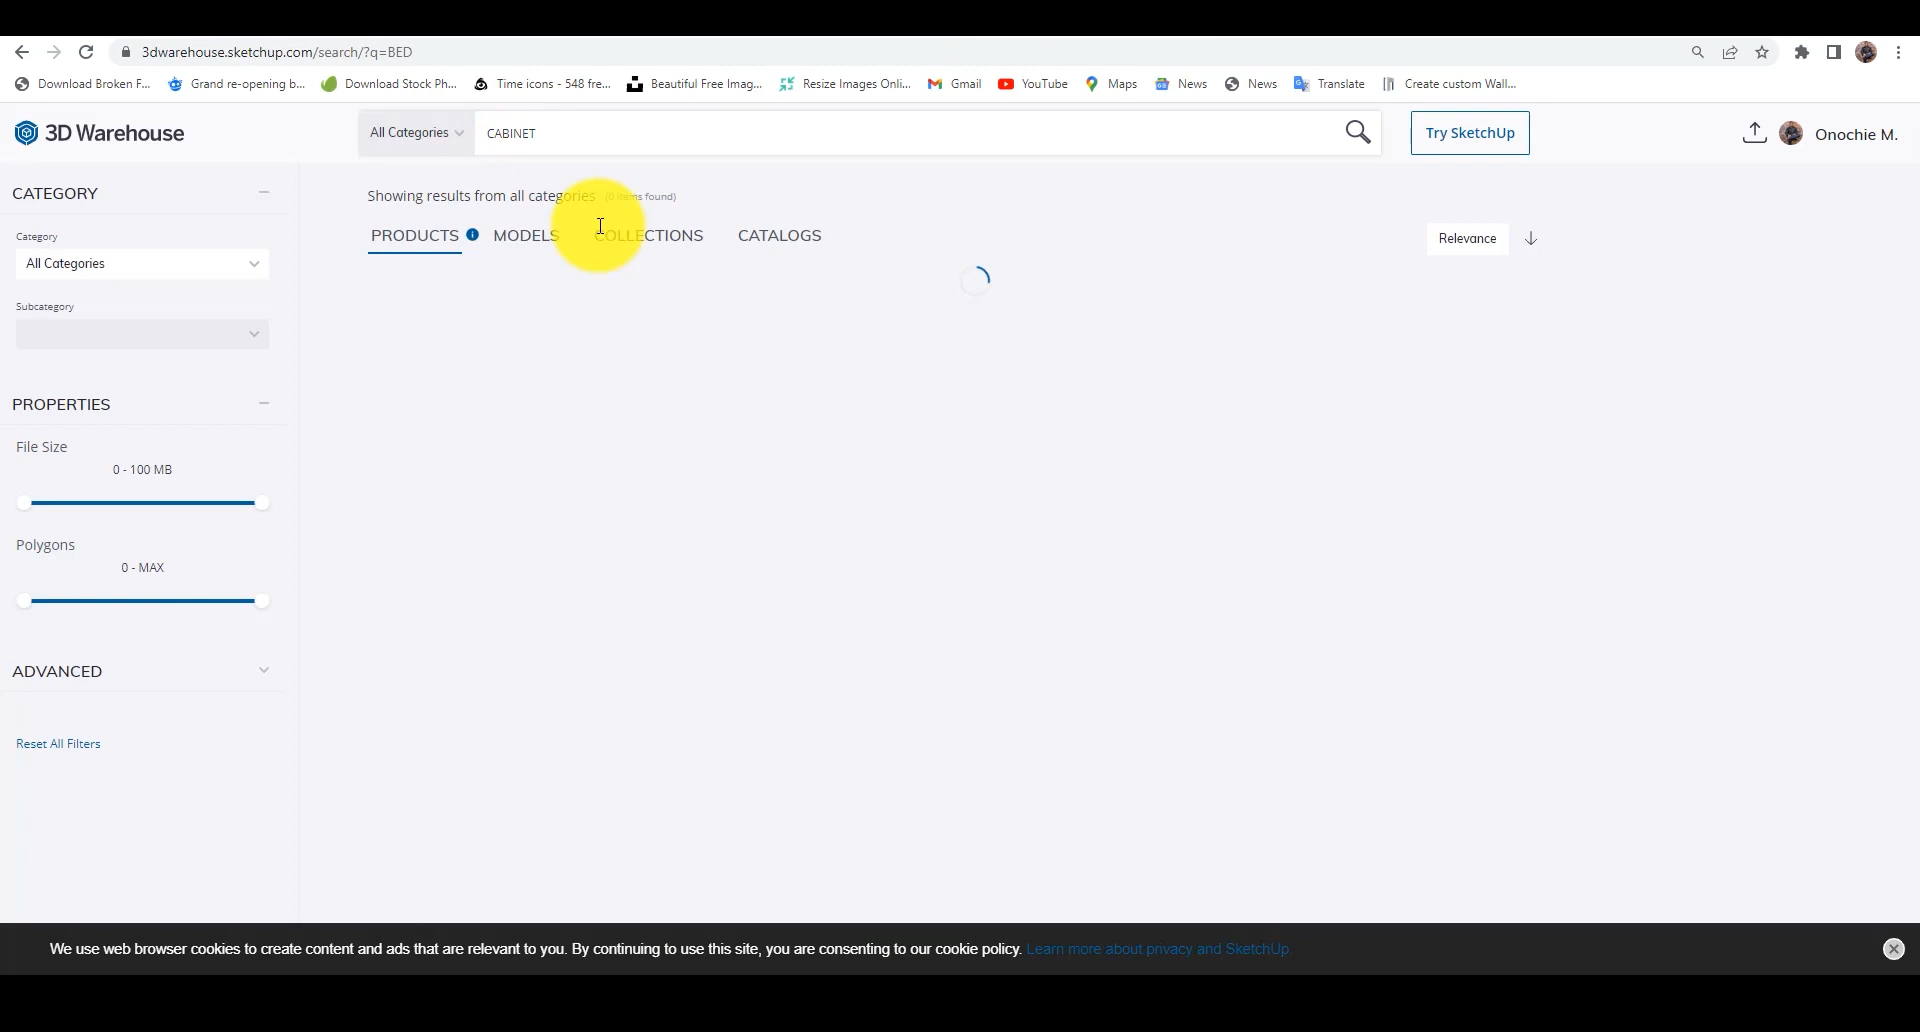 3dwarehouse.sketchup.com/search/?q=BED
Download Broken F... Grand re-opening b... Download Stock Ph... Time icons - 548 fre... Beautiful Free Imag... Resize Images Onli... Gmail YouTube Maps News News Translate Create custom Wall...
3D Warehouse All Categories CABINET Try SketchUp Onochie M.
CATEGORY
Showing results from all categories (0 items found)
PRODUCTS MODELS COLLECTIONS CATALOGS Relevance
Category
All Categories
Subcategory
PROPERTIES
File Size
0 - 100 MB
Polygons
0 - MAX
ADVANCED
Reset All Filters
We use web browser cookies to create content and ads that are relevant to you. By continuing to use this site, you are consenting to our cookie policy. Learn more about privacy and SketchUp.